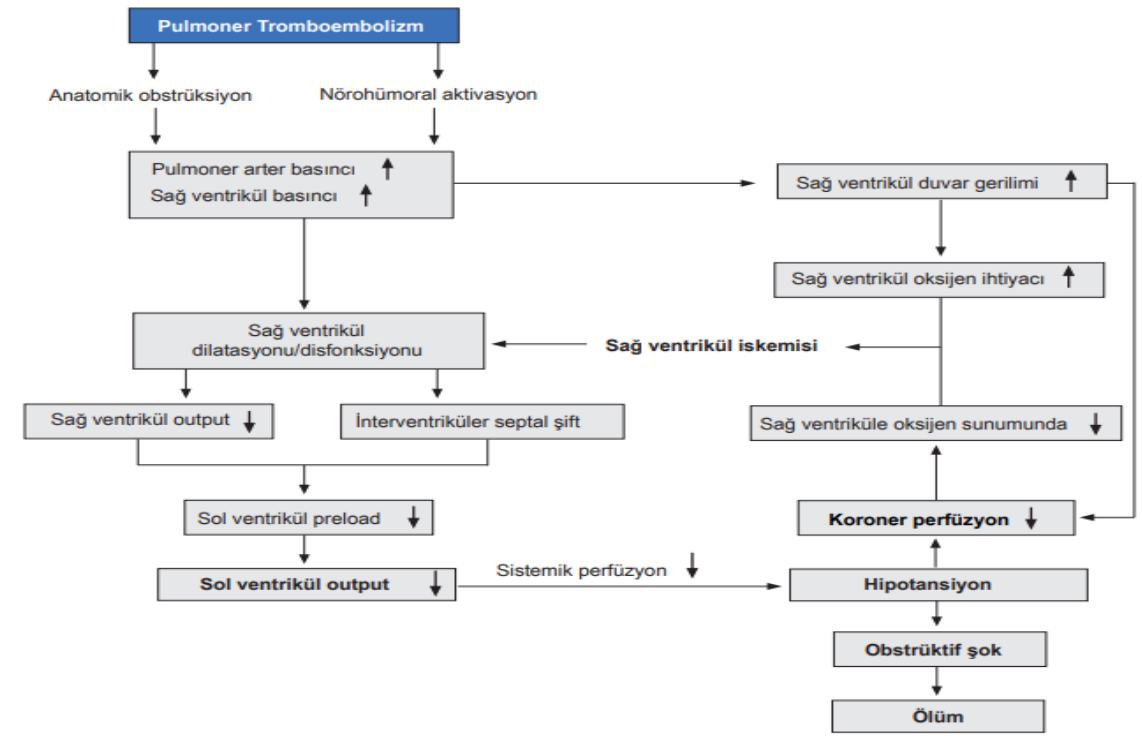 Pulmoner Tromboembolizm
Anatomik obstrüksiyon
Nörohümoral aktivasyon
Pulmoner arter basıncı ↑
Sağ ventrikül basıncı ↑
Sağ ventrikül duvar gerilimi ↑
Sağ ventrikül oksijen ihtiyacı ↑
Sağ ventrikül
dilatasyonu/disfonksiyonu
Sağ ventrikül iskemisi
Sağ ventrikül output ↓
İnterventriküler septal şift
Sağ ventriküle oksijen sunumunda ↓
Sol ventrikül preload ↓
Koroner perfüzyon ↓
Sol ventrikül output ↓
Sistemik perfüzyon ↓
Hipotansiyon
Obstrüktif şok
Ölüm